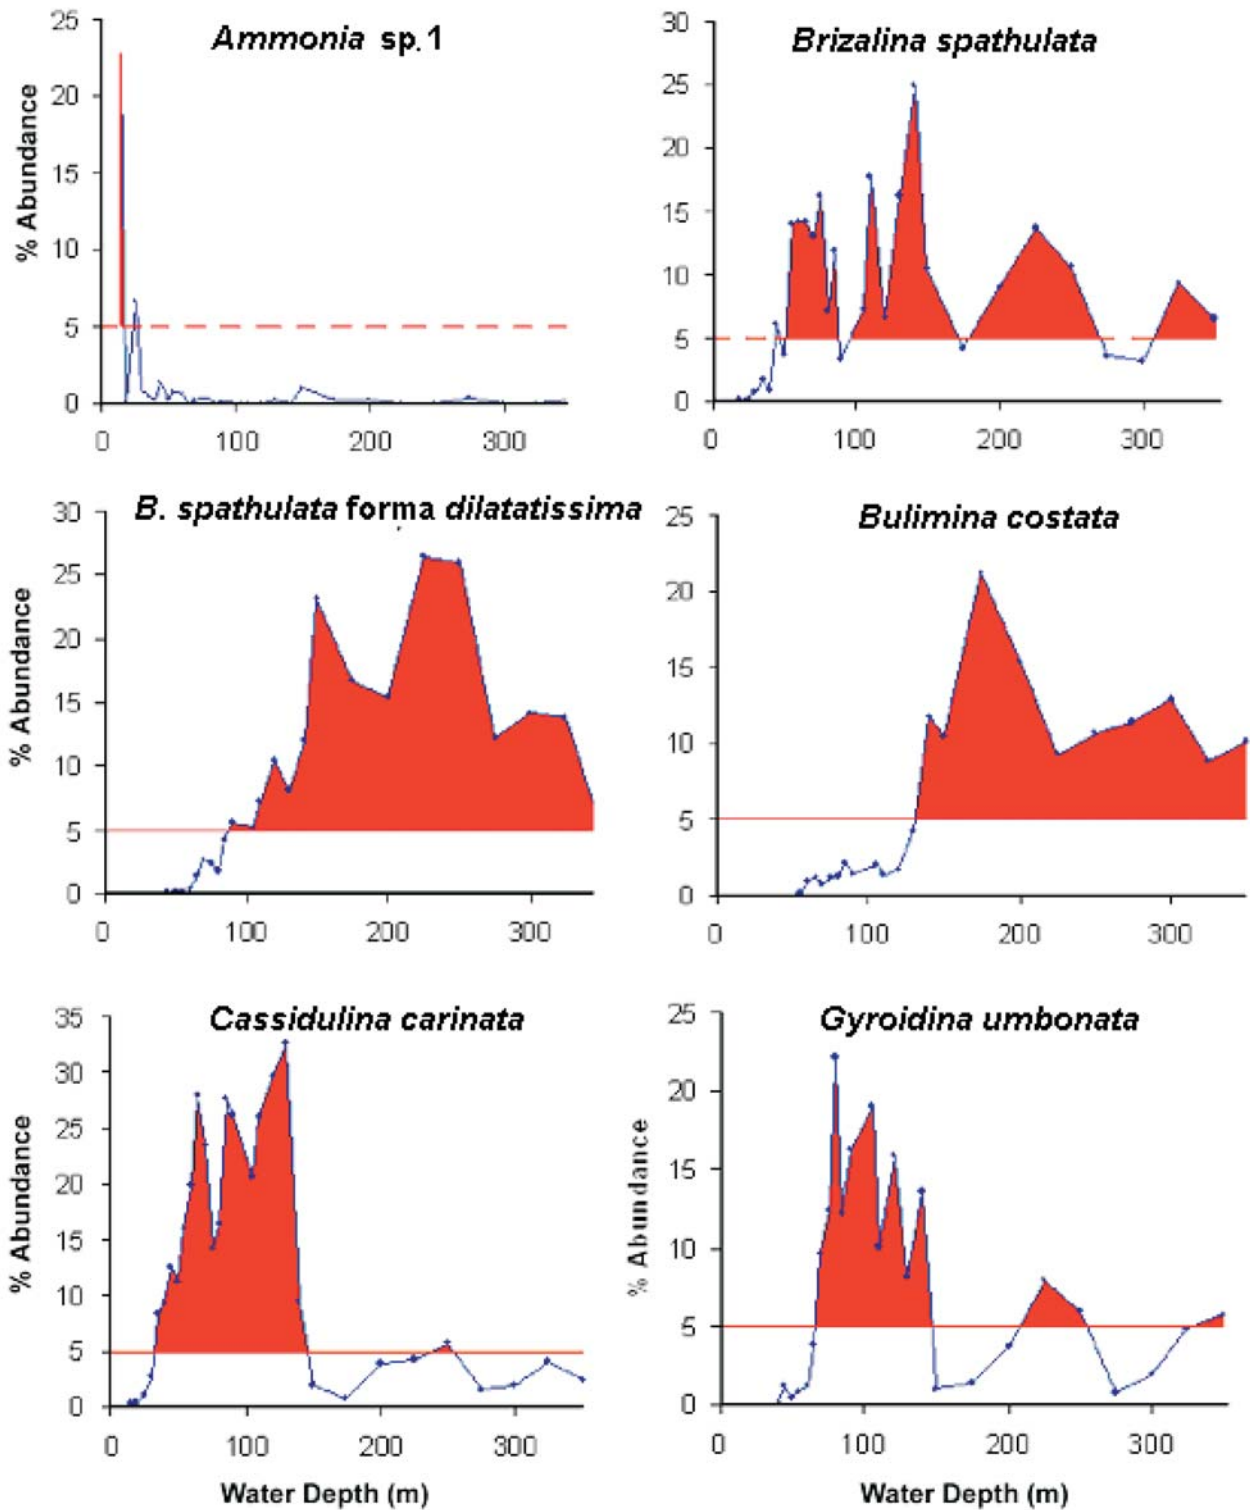 Ammonia sp.1
25
20
15
10
5
0
% Abundance
0 100 200 300
Brizalina spathulata
30
25
20
15
10
5
0
0 100 200 300
B. spathulata forma dilatatissima
30
25
20
15
10
5
0
% Abundance
0 100 200 300
Bulimina costata
25
20
15
10
5
0
0 100 200 300
Cassidulina carinata
35
30
25
20
15
10
5
0
% Abundance
0 100 200 300
Water Depth (m)
Gyroidina umbonata
25
20
15
10
5
0
% Abundance
0 100 200 300
Water Depth (m)